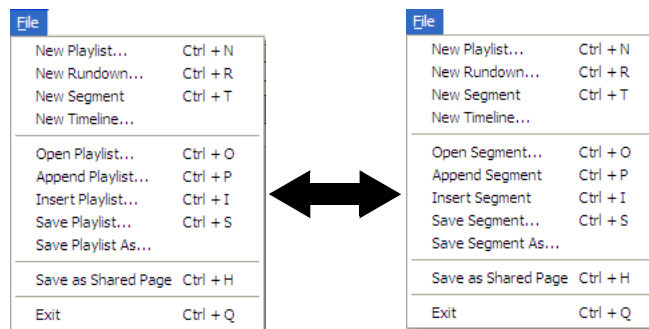 File
New Playlist... Ctrl + N
New Rundown... Ctrl + R
New Segment Ctrl + T
New Timeline...
Open Playlist... Ctrl + O
Append Playlist... Ctrl + P
Insert Playlist... Ctrl + I
Save Playlist... Ctrl + S
Save Playlist As...
Save as Shared Page Ctrl + H
Exit Ctrl + Q
File
New Playlist... Ctrl + N
New Rundown... Ctrl + R
New Segment Ctrl + T
New Timeline...
Open Segment... Ctrl + O
Append Segment Ctrl + P
Insert Segment Ctrl + I
Save Segment... Ctrl + S
Save Segment As...
Save as Shared Page Ctrl + H
Exit Ctrl + Q